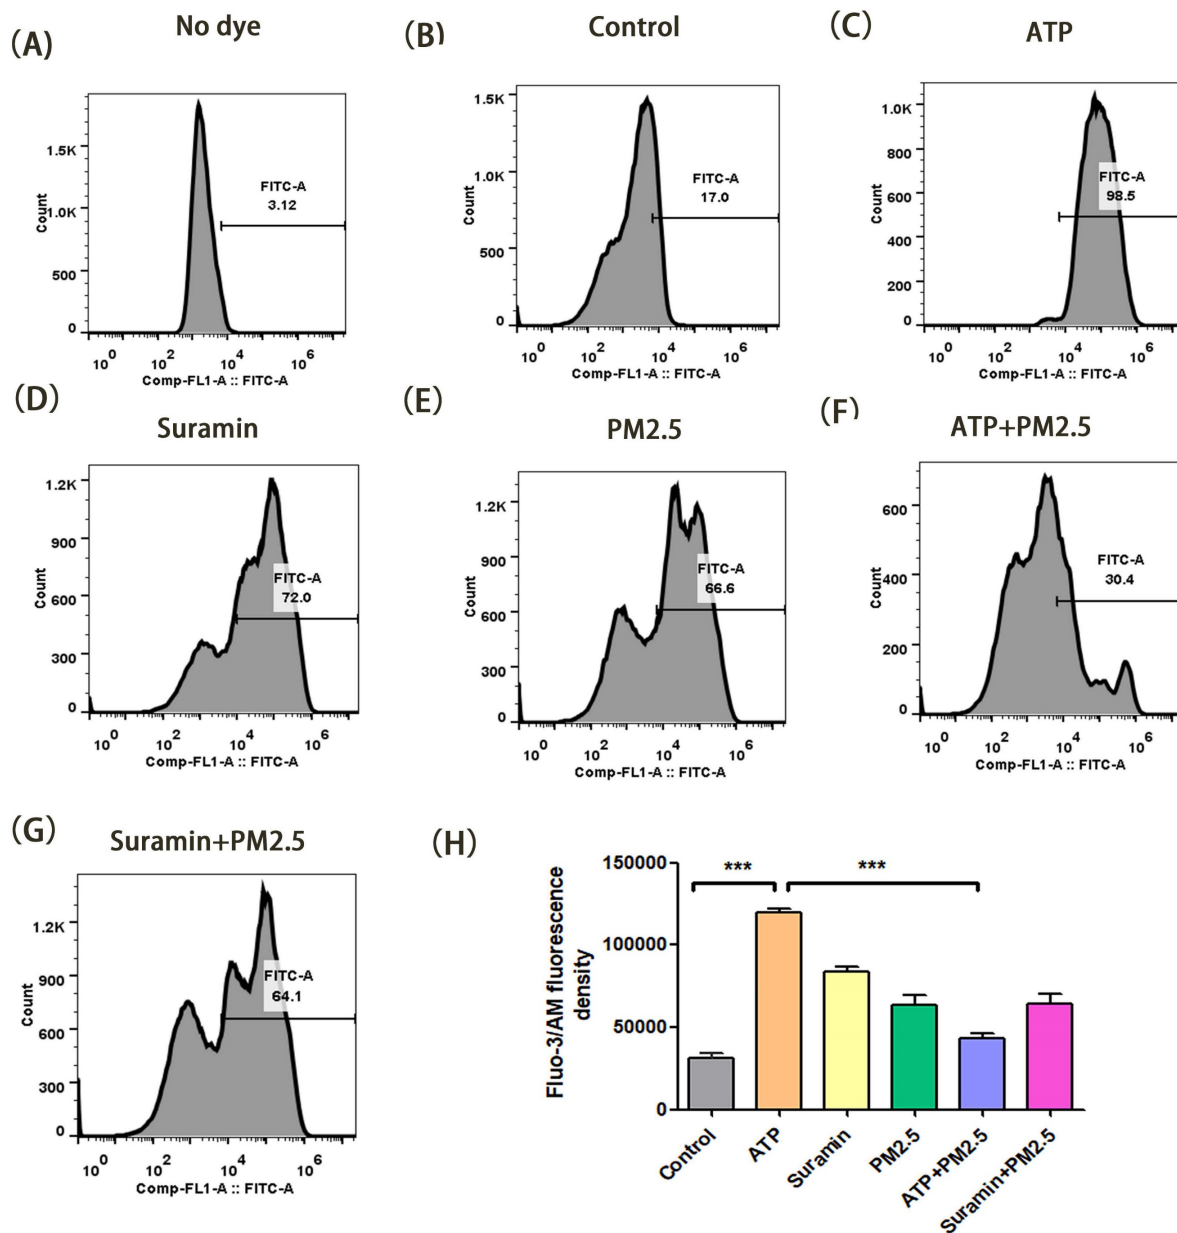 (A)
No dye
1.5K
1.0K
500
0
Count
FITC-A
3.12
10^0
10^2
10^4
10^6
Comp-FL1-A :: FITC-A
(B)
Control
1.5K
1.0K
500
0
Count
FITC-A
17.0
10^0
10^2
10^4
10^6
Comp-FL1-A :: FITC-A
(C)
ATP
1.0K
800
600
400
200
0
Count
FITC-A
98.5
10^0
10^2
10^4
10^6
Comp-FL1-A :: FITC-A
(D)
Suramin
1.2K
900
600
300
0
Count
FITC-A
72.0
10^0
10^2
10^4
10^6
Comp-FL1-A :: FITC-A
(E)
PM2.5
1.2K
900
600
300
0
Count
FITC-A
66.6
10^0
10^2
10^4
10^6
Comp-FL1-A :: FITC-A
(F)
ATP+PM2.5
600
400
200
0
Count
FITC-A
30.4
10^0
10^2
10^4
10^6
Comp-FL1-A :: FITC-A
(G)
Suramin+PM2.5
1.2K
900
600
300
0
Count
FITC-A
64.1
10^0
10^2
10^4
10^6
Comp-FL1-A :: FITC-A
(H)
Fluo-3/AM fluorescence
density
150000
100000
50000
0
***
***
Control
ATP
Suramin
PM2.5
ATP+PM2.5
Suramin+PM2.5